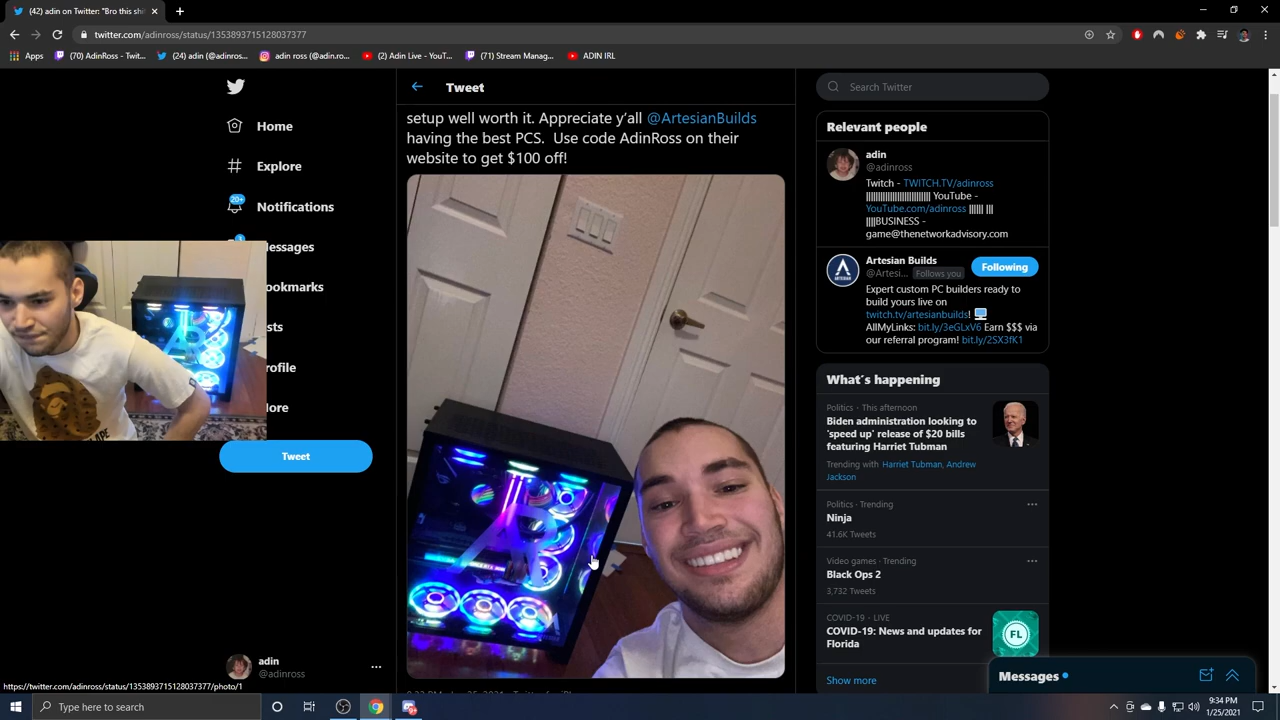 (42) adin on Twitter: "Bro this shi
twitter.com/adinross/status/1353893715128037377
Apps
(70) AdinRoss - Twit...
(24) adin (@adinros...
adin ross (@adin.ro...
(2) Adin Live - YouT...
(71) Stream Manag...
ADIN IRL
Home
Explore
20+
Notifications
essages
ookmarks
sts
rofile
ore
Tweet
adin
@adinross
Tweet
setup well worth it. Appreciate y'all @ArtesianBuilds
having the best PCS. Use code AdinRoss on their
website to get $100 off!
Search Twitter
Relevant people
adin
@adinross
Twitch - TWITCH.TV/adinross
|||||||||||||||||||||||||| YouTube -
YouTube.com/adinross |||||| |||
||||BUSINESS -
game@thenetworkadvisory.com
Artesian Builds
@Artesi... Follows you
Following
Expert custom PC builders ready to
build yours live on
twitch.tv/artesianbuilds!
AllMyLinks: bit.ly/3eGLxV6 Earn $$$ via
our referral program! bit.ly/2SX3fK1
What's happening
Politics · This afternoon
Biden administration looking to
'speed up' release of $20 bills
featuring Harriet Tubman
Trending with Harriet Tubman, Andrew
Jackson
Politics · Trending
Ninja
41.6K Tweets
Video games · Trending
Black Ops 2
3,732 Tweets
COVID-19 · LIVE
COVID-19: News and updates for
Florida
FL
Show more
Messages
https://twitter.com/adinross/status/1353893715128037377/photo/1
Type here to search
9:34 PM
1/25/2021